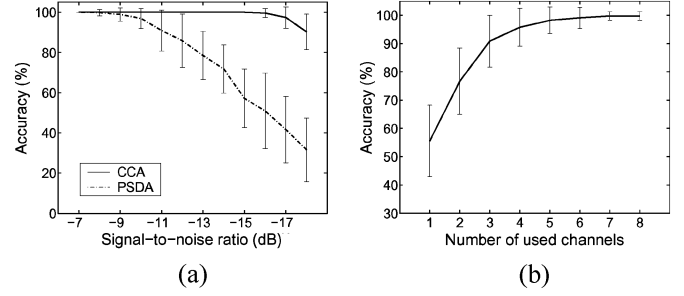 100
80
60
40
20
0
Accuracy (%)
CCA
PSDA
−7 −9 −11 −13 −15 −17
Signal−to−noise ratio (dB)
(a)
100
90
80
70
60
50
40
30
Accuracy (%)
1 2 3 4 5 6 7 8
Number of used channels
(b)